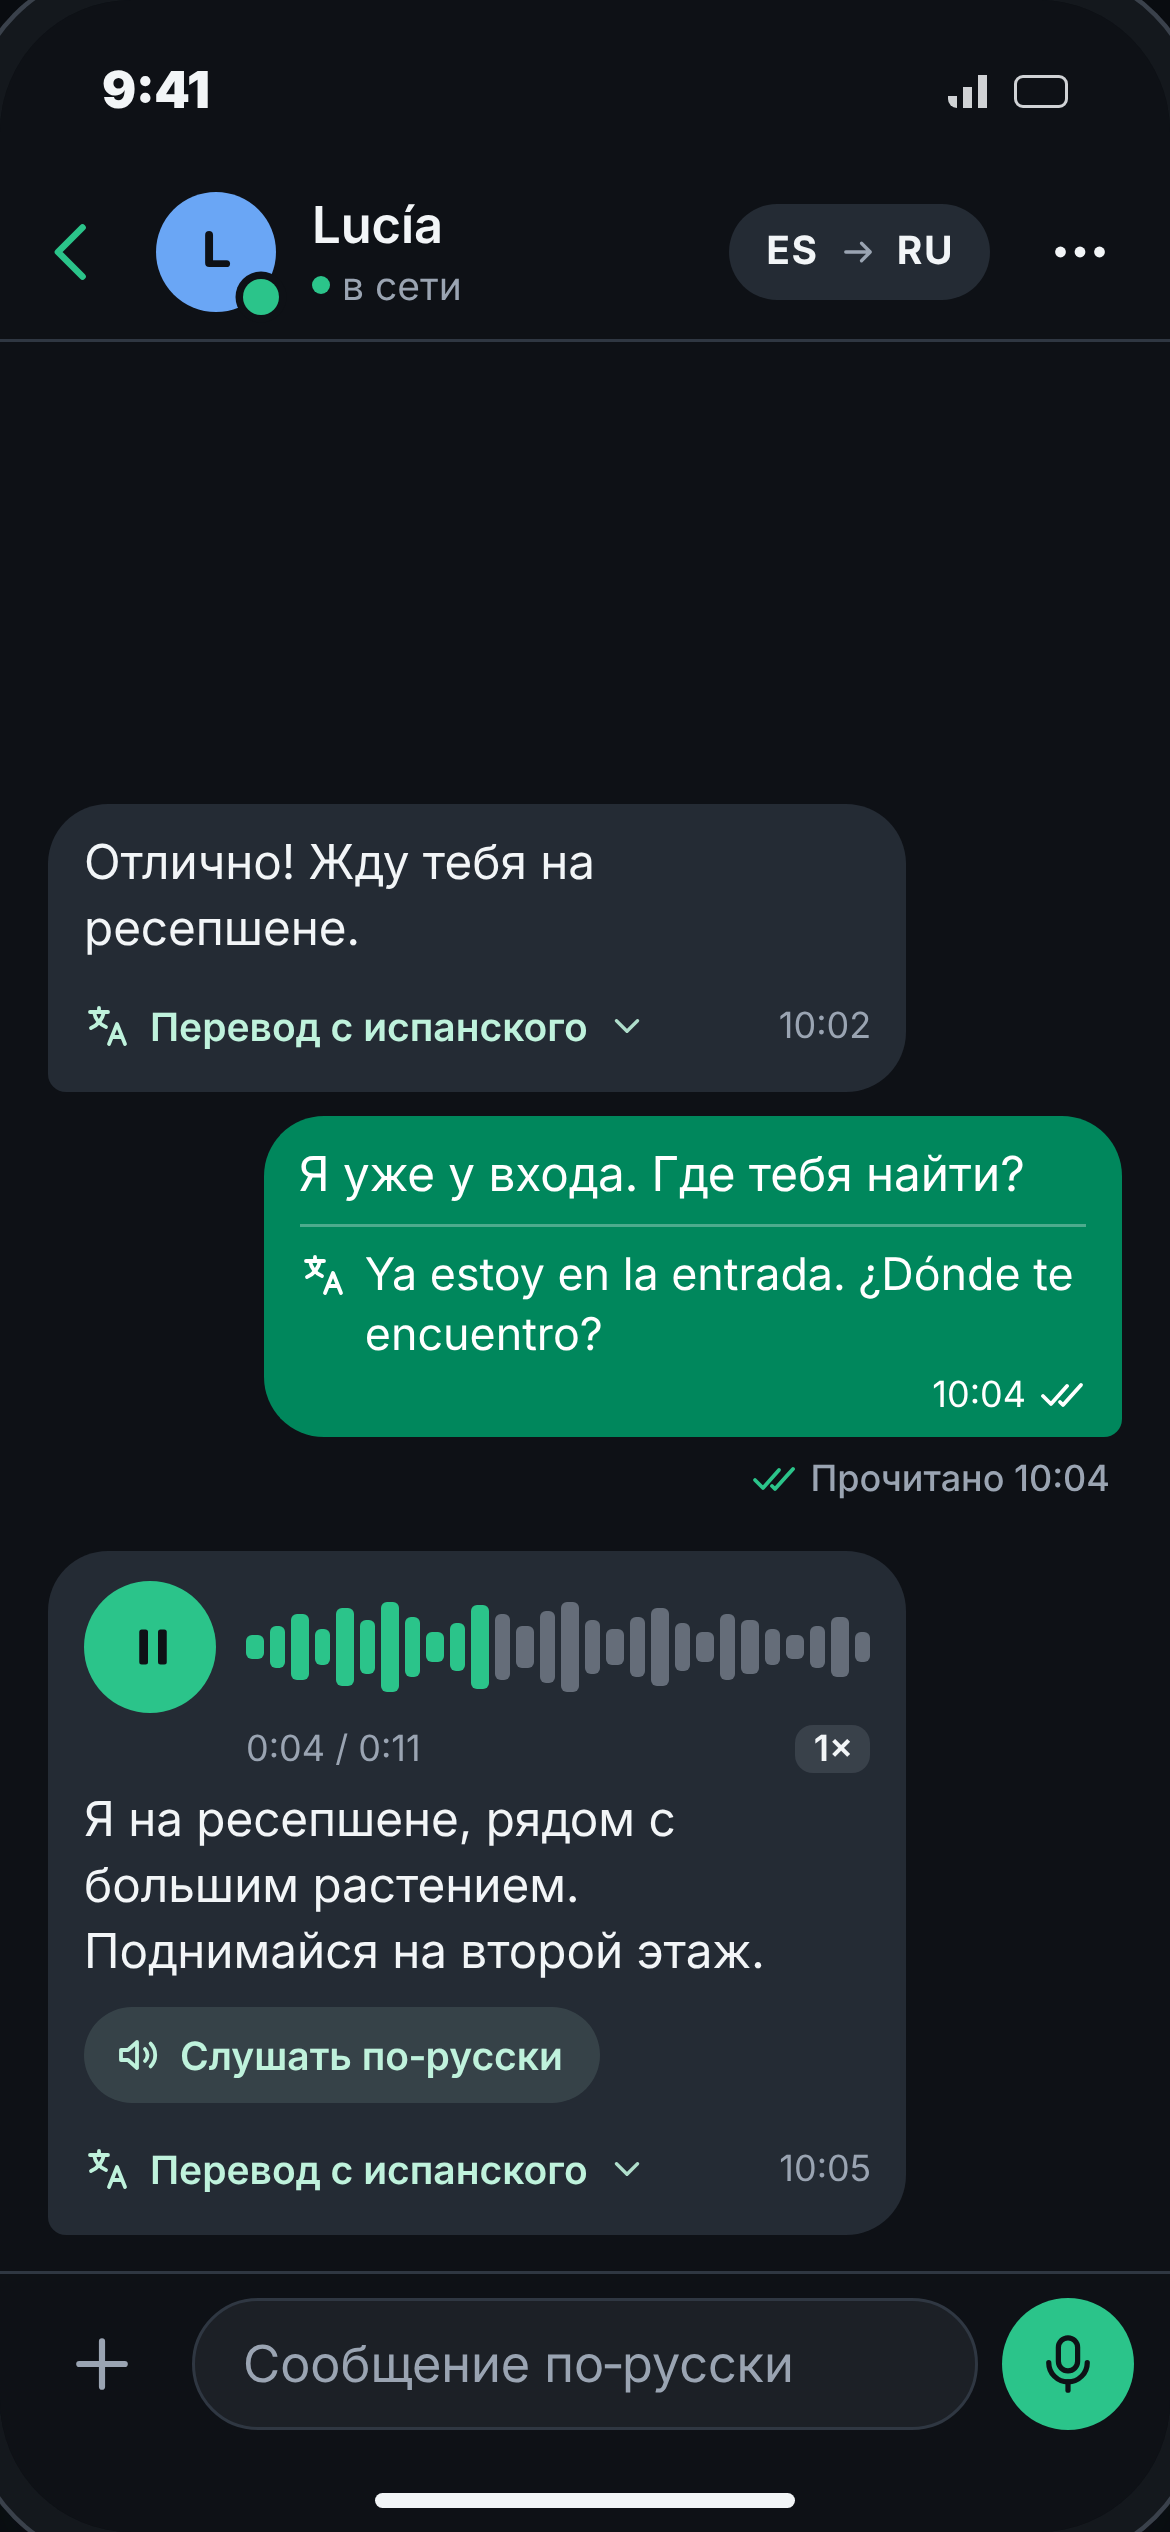 9:41
L
Lucía
в сети
ES → RU
Отлично! Жду тебя на
ресепшене.
Перевод с испанского
10:02
Я уже у входа. Где тебя найти?
Ya estoy en la entrada. ¿Dónde te
encuentro?
10:04
Прочитано 10:04
0:04 / 0:11
1×
Я на ресепшене, рядом с
большим растением.
Поднимайся на второй этаж.
Слушать по-русски
Перевод с испанского
10:05
Сообщение по-русски